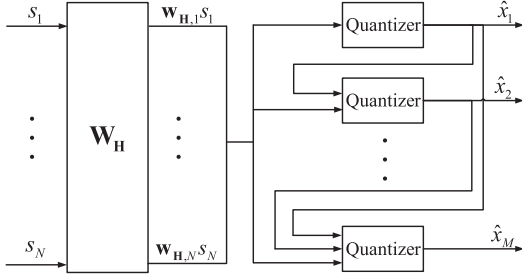 s_1
w_{H,1}s_1
Quantizer
x̂_1
Quantizer
x̂_2
W_H
s_N
w_{H,N}s_N
Quantizer
x̂_M